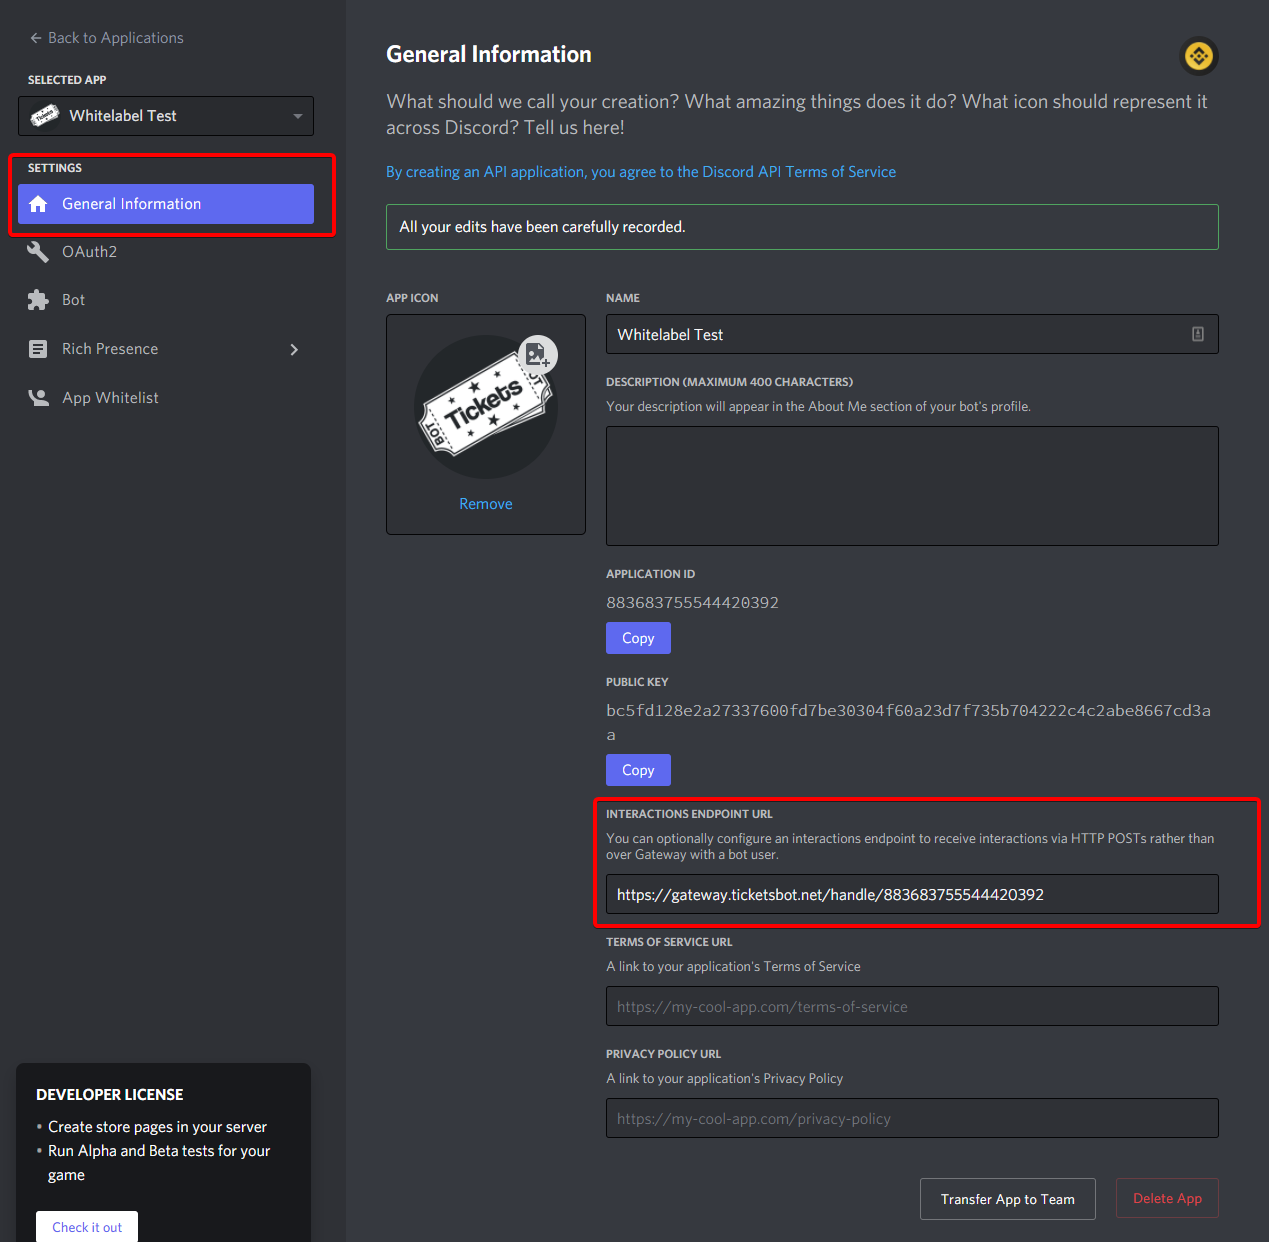 Back to Applications
SELECTED APP
Whitelabel Test
SETTINGS
General Information
OAuth2
Bot
Rich Presence
App Whitelist
DEVELOPER LICENSE
• Create store pages in your server
• Run Alpha and Beta tests for your
game
Check it out
General Information
What should we call your creation? What amazing things does it do? What icon should represent it
across Discord? Tell us here!
By creating an API application, you agree to the Discord API Terms of Service
All your edits have been carefully recorded.
APP ICON
Tickets
BOT
CT
Remove
NAME
Whitelabel Test
DESCRIPTION (MAXIMUM 400 CHARACTERS)
Your description will appear in the About Me section of your bot's profile.
APPLICATION ID
883683755544420392
Copy
PUBLIC KEY
bc5fd128e2a27337600fd7be30304f60a23d7f735b704222c4c2abe8667cd3a
a
Copy
INTERACTIONS ENDPOINT URL
You can optionally configure an interactions endpoint to receive interactions via HTTP POSTs rather than
over Gateway with a bot user.
https://gateway.ticketsbot.net/handle/883683755544420392
TERMS OF SERVICE URL
A link to your application's Terms of Service
https://my-cool-app.com/terms-of-service
PRIVACY POLICY URL
A link to your application's Privacy Policy
https://my-cool-app.com/privacy-policy
Transfer App to Team
Delete App